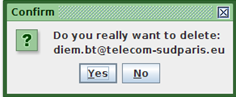 Confirm
?
Do you really want to delete:
diem.bt@telecom-sudparis.eu
Yes No